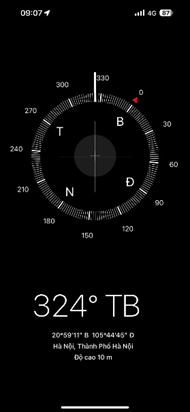 09:07 4G 87
330
300 0
270 T B 30
240 60
210 N Đ 90
180 120
150
324° TB
20°59'11" B 105°44'45" Đ
Hà Nội, Thành Phố Hà Nội
Độ cao 10 m